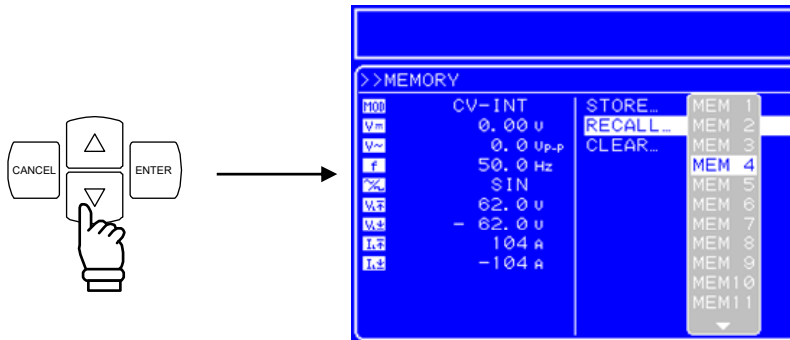 CANCEL
ENTER
>>MEMORY
MOD CV-INT
V= 0.00 V
V~ 0.0 Vp-p
f 50.0 Hz
SIN
V 62.0 V
V - 62.0 V
I 104 A
I -104 A
STORE…
RECALL…
CLEAR…
MEM 1
MEM 2
MEM 3
MEM 4
MEM 5
MEM 6
MEM 7
MEM 8
MEM 9
MEM10
MEM11